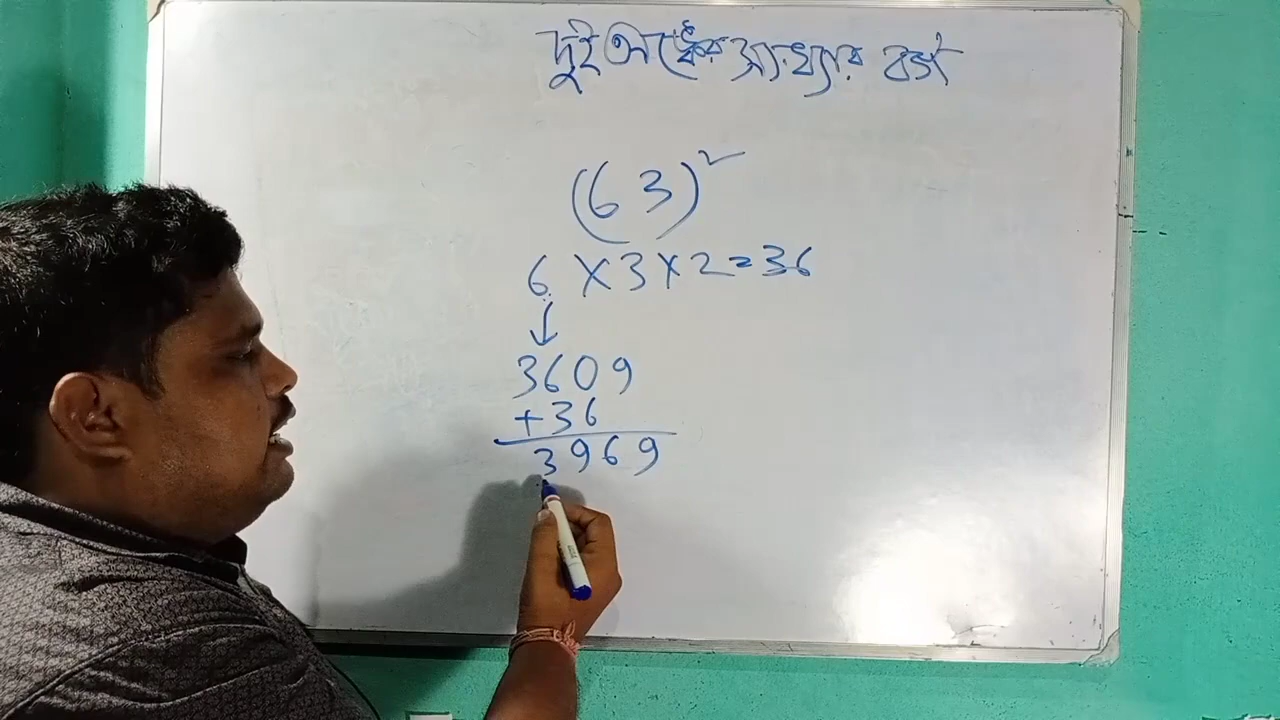 দুই অঙ্কের সংখ্যার বর্গ
(63)²
6 × 3 × 2 = 36
↓
3609
+36
3969